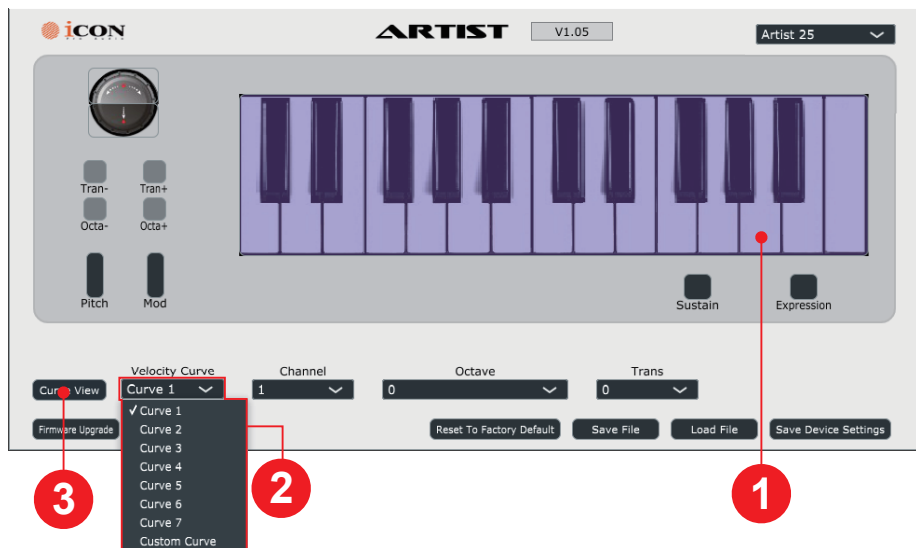 icon
PRO AUDIO
ARTIST
V1.05
Artist 25
Tran-
Tran+
Octa-
Octa+
Pitch
Mod
Sustain
Expression
1
Velocity Curve
Channel
Octave
Trans
View
Curve 1
1
0
0
Firmware Upgrade
✓ Curve 1
Curve 2
Curve 3
Curve 4
Curve 5
Curve 6
Curve 7
Custom Curve
Reset To Factory Default
Save File
Load File
Save Device Settings
3
2
1